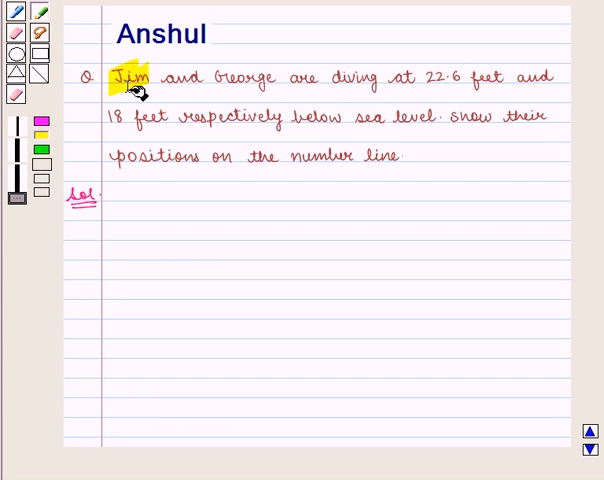 Anshul
Q Jim and George are diving at 22.6 feet and
18 feet respectively below sea level. show their
positions on the number line.
Sol.